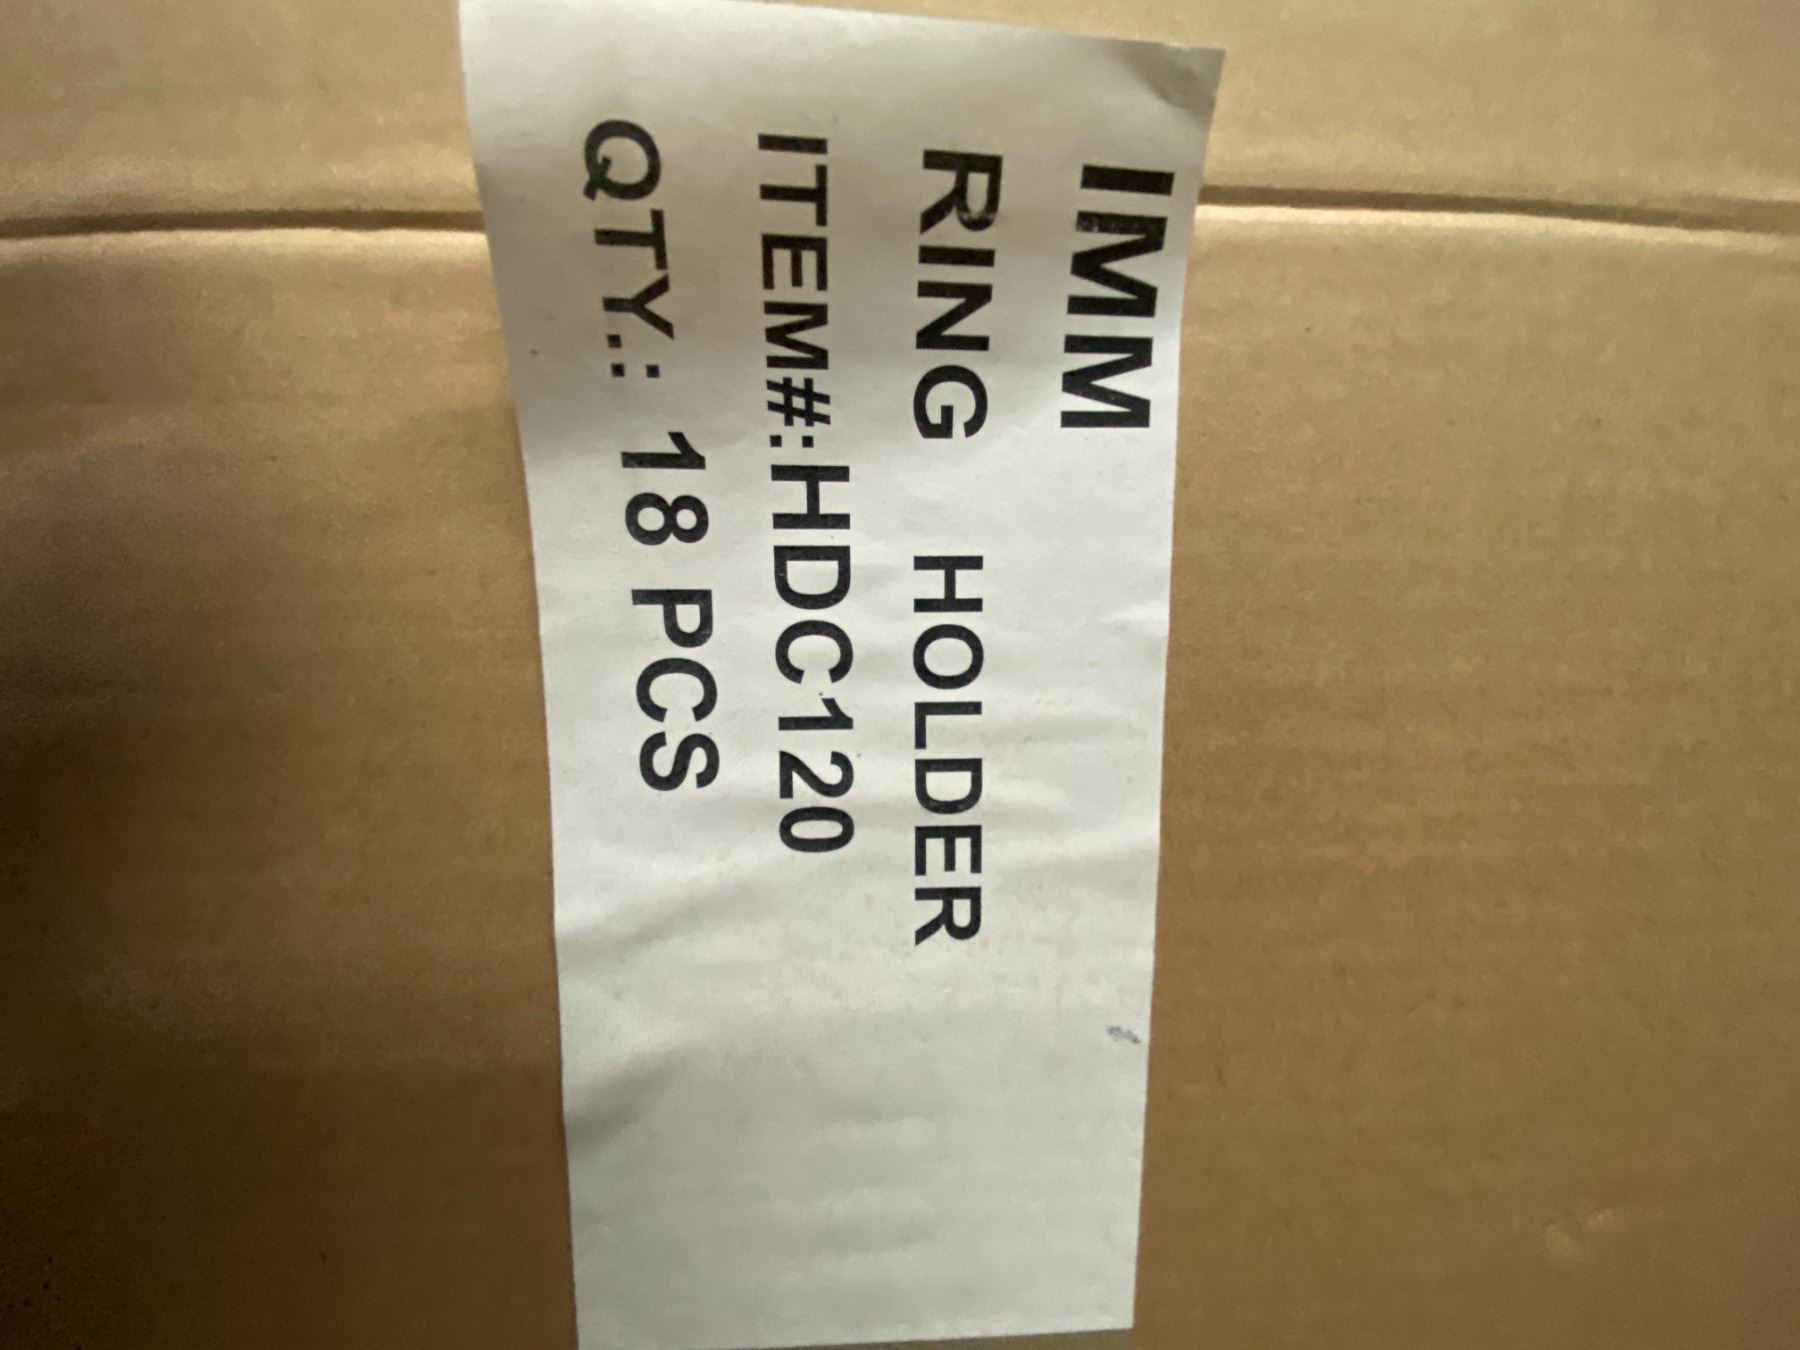 IMM
RING HOLDER
ITEM#:HDC120
QTY.: 18 PCS